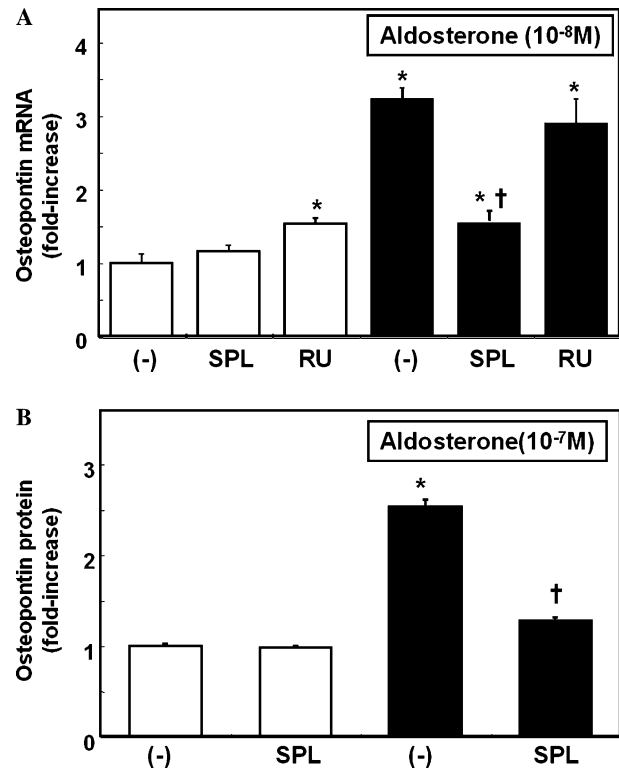 A
Aldosterone (10-8M)
Osteopontin mRNA
(fold-increase)
4
3
2
1
0
*
*
* †
*
(-) SPL RU (-) SPL RU
B
Aldosterone(10-7M)
Osteopontin protein
(fold-increase)
3
2
1
0
*
†
(-) SPL (-) SPL